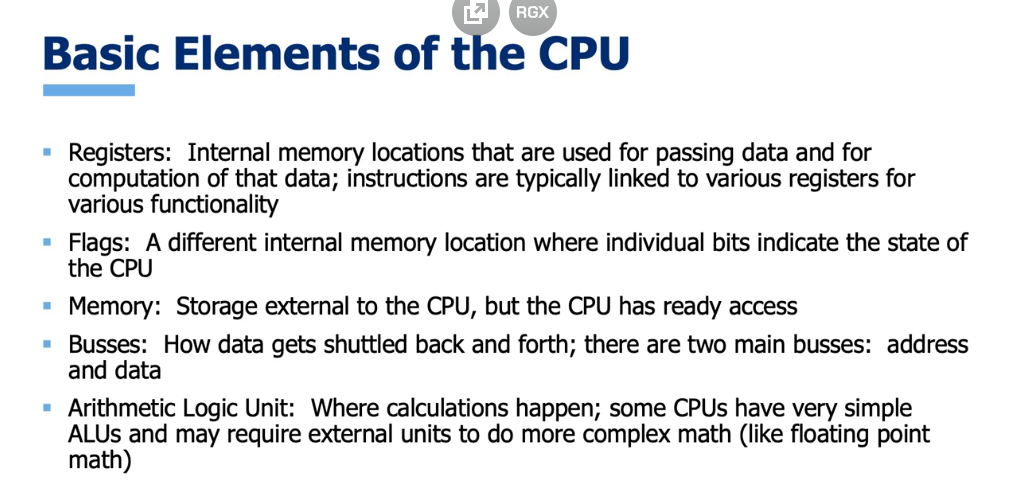 RGX
Basic Elements of the CPU
▪ Registers:  Internal memory locations that are used for passing data and for
computation of that data; instructions are typically linked to various registers for
various functionality
▪ Flags:  A different internal memory location where individual bits indicate the state of
the CPU
▪ Memory:  Storage external to the CPU, but the CPU has ready access
▪ Busses:  How data gets shuttled back and forth; there are two main busses:  address
and data
▪ Arithmetic Logic Unit:  Where calculations happen; some CPUs have very simple
ALUs and may require external units to do more complex math (like floating point
math)